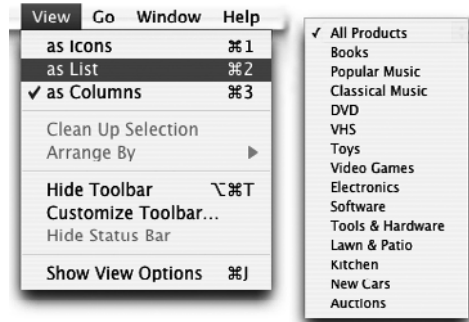 View Go Window Help
as Icons ⌘1
as List ⌘2
✓ as Columns ⌘3
Clean Up Selection
Arrange By ▶
Hide Toolbar ⌥⌘T
Customize Toolbar...
Hide Status Bar
Show View Options ⌘J
✓ All Products
Books
Popular Music
Classical Music
DVD
VHS
Toys
Video Games
Electronics
Software
Tools & Hardware
Lawn & Patio
Kitchen
New Cars
Auctions